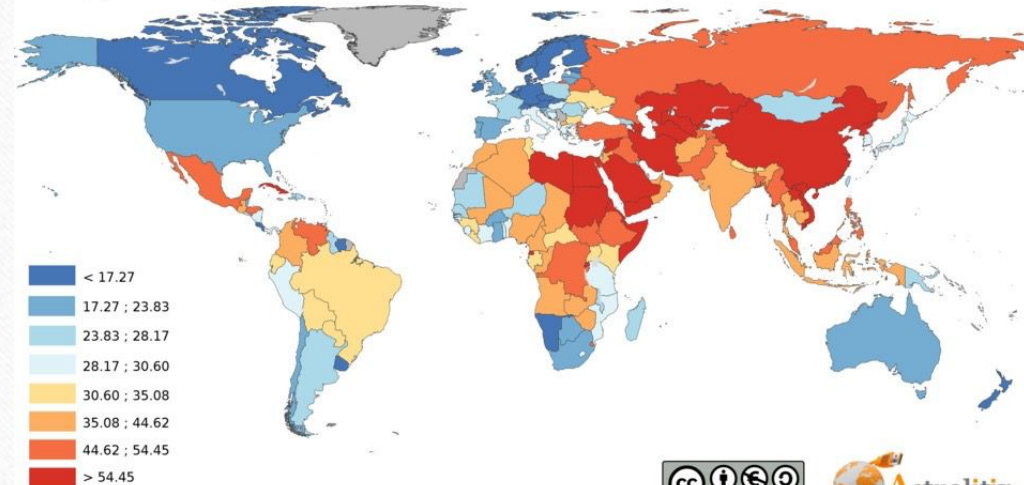 < 17.27
17.27 ; 23.83
23.83 ; 28.17
28.17 ; 30.60
30.60 ; 35.08
35.08 ; 44.62
44.62 ; 54.45
> 54.45
cc